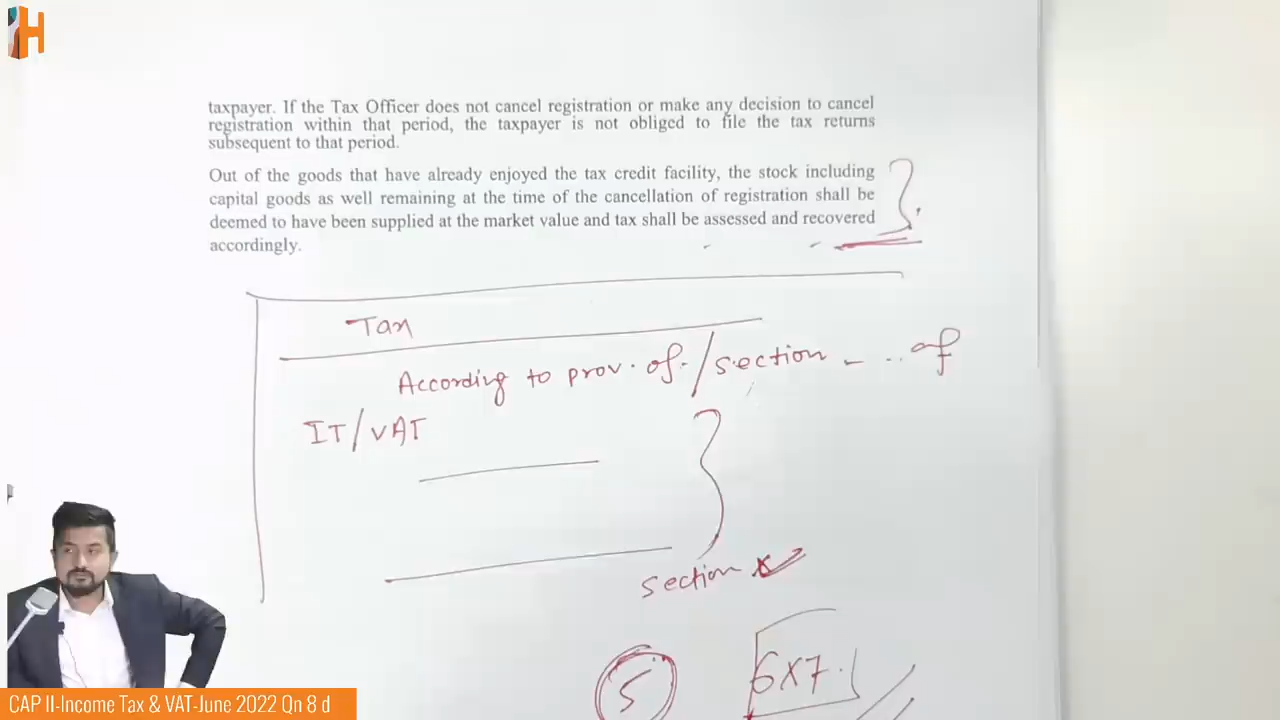 H
taxpayer. If the Tax Officer does not cancel registration or make any decision to cancel
registration within that period, the taxpayer is not obliged to file the tax returns
subsequent to that period.
Out of the goods that have already enjoyed the tax credit facility, the stock including
capital goods as well remaining at the time of the cancellation of registration shall be
deemed to have been supplied at the market value and tax shall be assessed and recovered
accordingly.
Tax
According to prov. of / section - .. of
IT/VAT
section
5
6x7.
CAP II-Income Tax & VAT-June 2022 Qn 8 d